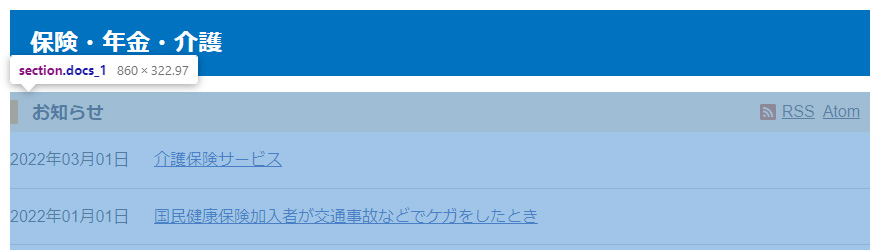 保険・年金・介護
section.docs_1 860 × 322.97
お知らせ RSS Atom
2022年03月01日 介護保険サービス
2022年01月01日 国民健康保険加入者が交通事故などでケガをしたとき